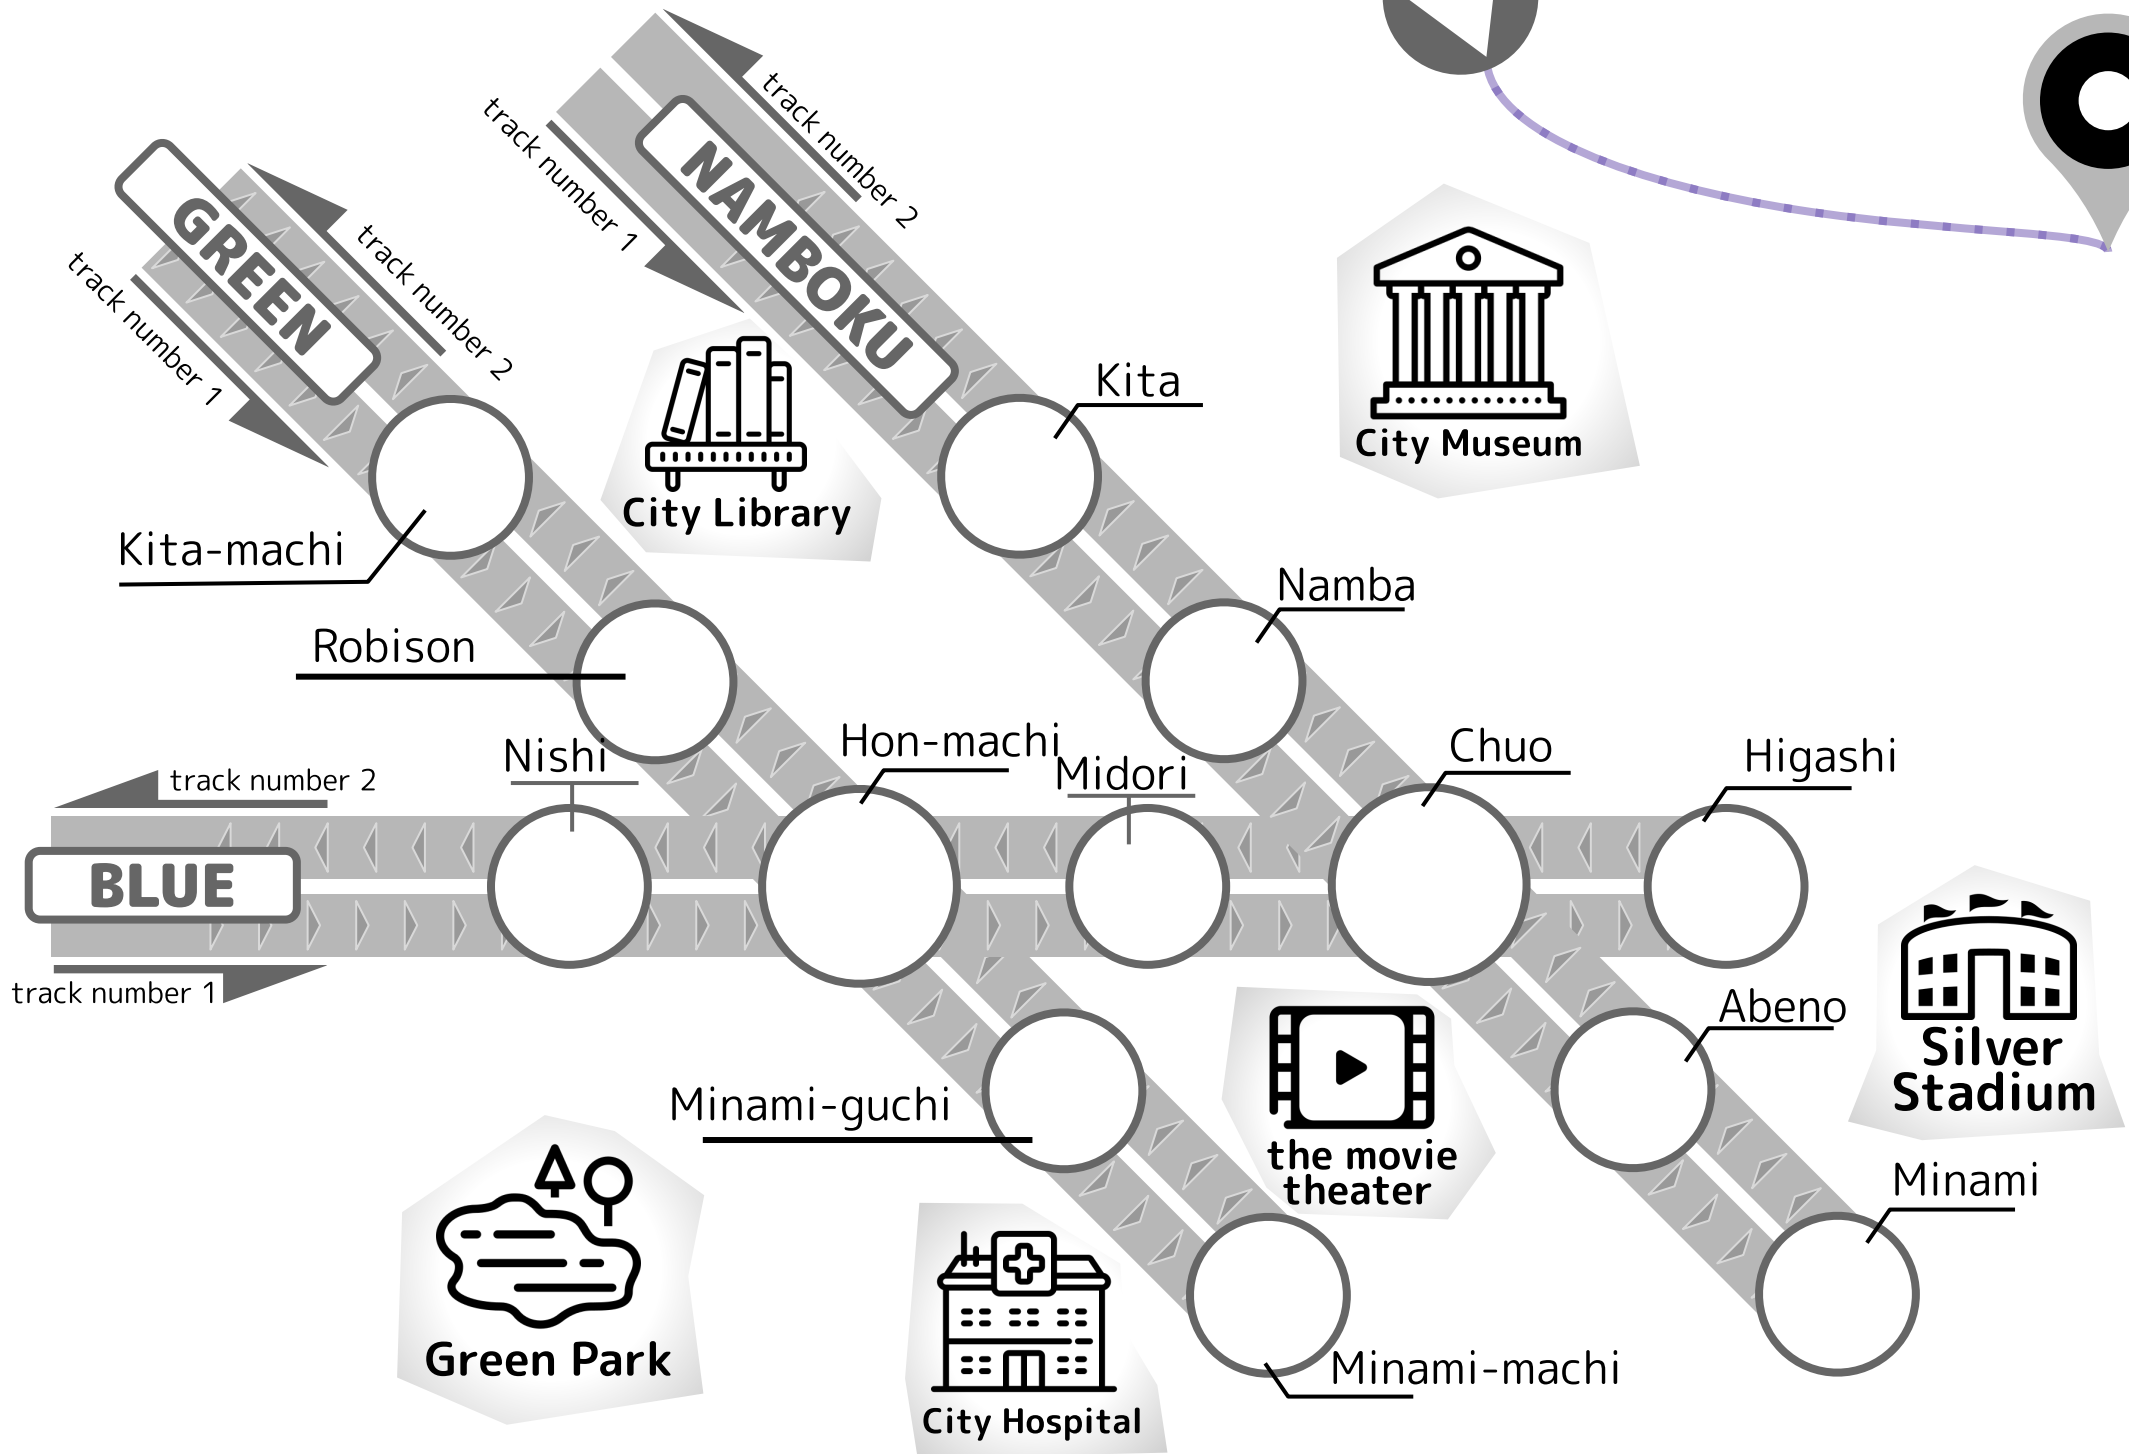 track number 2
track number 1
NAMBOKU
GREEN
track number 2
track number 1
Kita
City Museum
City Library
Kita-machi
Namba
Robison
Nishi
Hon-machi
Midori
Chuo
Higashi
track number 2
BLUE
track number 1
Abeno
Silver
Stadium
Minami-guchi
the movie
theater
Minami
Green Park
Minami-machi
City Hospital